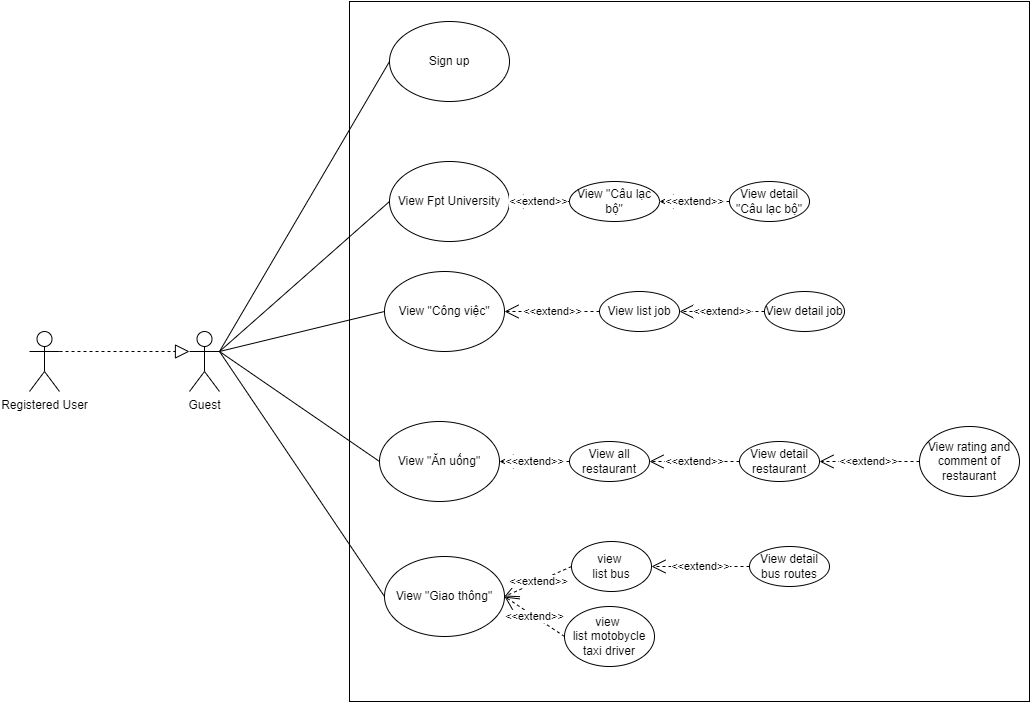 Sign up
View Fpt University
<<extend>>
View "Câu lạc
bộ"
<<extend>>
View detail
"Câu lạc bộ"
View "Công việc"
<<extend>>
View list job
<<extend>>
View detail job
Registered User
Guest
View "Ăn uống"
<<extend>>
View all
restaurant
<<extend>>
View detail
restaurant
<<extend>>
View rating and
comment of
restaurant
View "Giao thông"
<<extend>>
view
list bus
<<extend>>
View detail
bus routes
<<extend>>
view
list motobycle
taxi driver